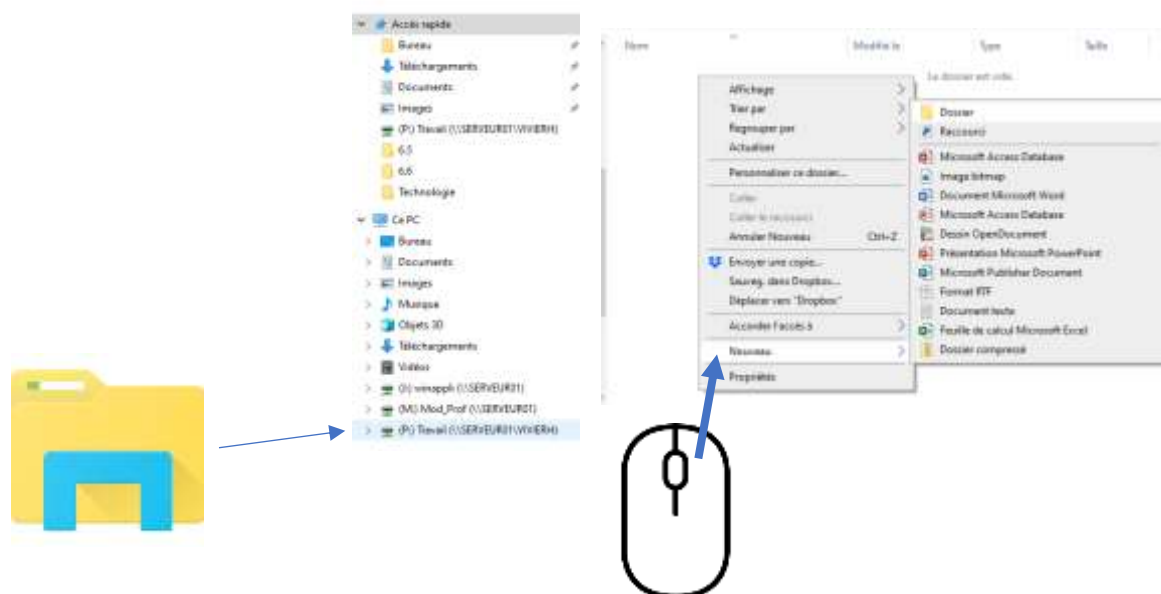 Accès rapide
Bureau
Téléchargements
Documents
Images
(P:) Travail (\\SERVEUR01\VIVIERH)
6.5
6.6
Technologie
Ce PC
Bureau
Documents
Images
Musique
Objets 3D
Téléchargements
Vidéos
(J:) winappli (\\SERVEUR01)
(M:) Mod_Prof (\\SERVEUR01)
(P:) Travail (\\SERVEUR01\VIVIERH)
Nom Modifié le Type Taille
Le dossier est vide.
Affichage
Trier par
Regrouper par
Actualiser
Personnaliser ce dossier...
Coller
Coller le raccourci
Annuler Nouveau Ctrl+Z
Envoyer une copie...
Sauveg. dans Dropbox...
Déplacer vers "Dropbox"
Accorder l'accès à
Nouveau
Propriétés
Dossier
Raccourci
Microsoft Access Database
Image bitmap
Document Microsoft Word
Microsoft Access Database
Dessin OpenDocument
Présentation Microsoft PowerPoint
Microsoft Publisher Document
Format RTF
Document texte
Feuille de calcul Microsoft Excel
Dossier compressé